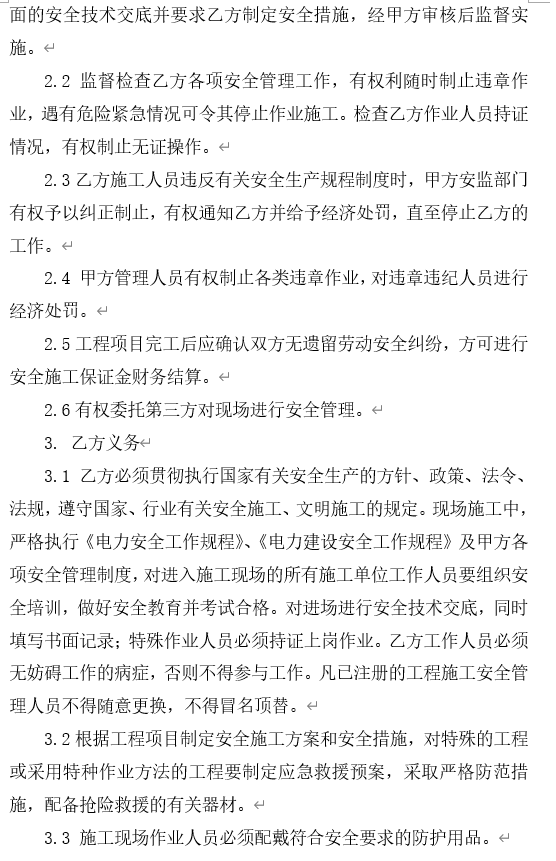 面的安全技术交底并要求乙方制定安全措施，经甲方审核后监督实
施。
2.2 监督检查乙方各项安全管理工作，有权利随时制止违章作
业，遇有危险紧急情况可令其停止作业施工。检查乙方作业人员持证
情况，有权制止无证操作。
2.3乙方施工人员违反有关安全生产规程制度时，甲方安监部门
有权予以纠正制止，有权通知乙方并给予经济处罚，直至停止乙方的
工作。
2.4 甲方管理人员有权制止各类违章作业，对违章违纪人员进行
经济处罚。
2.5工程项目完工后应确认双方无遗留劳动安全纠纷，方可进行
安全施工保证金财务结算。
2.6有权委托第三方对现场进行安全管理。
3. 乙方义务
3.1 乙方必须贯彻执行国家有关安全生产的方针、政策、法令、
法规，遵守国家、行业有关安全施工、文明施工的规定。现场施工中，
严格执行《电力安全工作规程》、《电力建设安全工作规程》及甲方各
项安全管理制度，对进入施工现场的所有施工单位工作人员要组织安
全培训，做好安全教育并考试合格。对进场进行安全技术交底，同时
填写书面记录；特殊作业人员必须持证上岗作业。乙方工作人员必须
无妨碍工作的病症，否则不得参与工作。凡已注册的工程施工安全管
理人员不得随意更换，不得冒名顶替。
3.2根据工程项目制定安全施工方案和安全措施，对特殊的工程
或采用特种作业方法的工程要制定应急救援预案，采取严格防范措
施，配备抢险救援的有关器材。
3.3 施工现场作业人员必须配戴符合安全要求的防护用品。